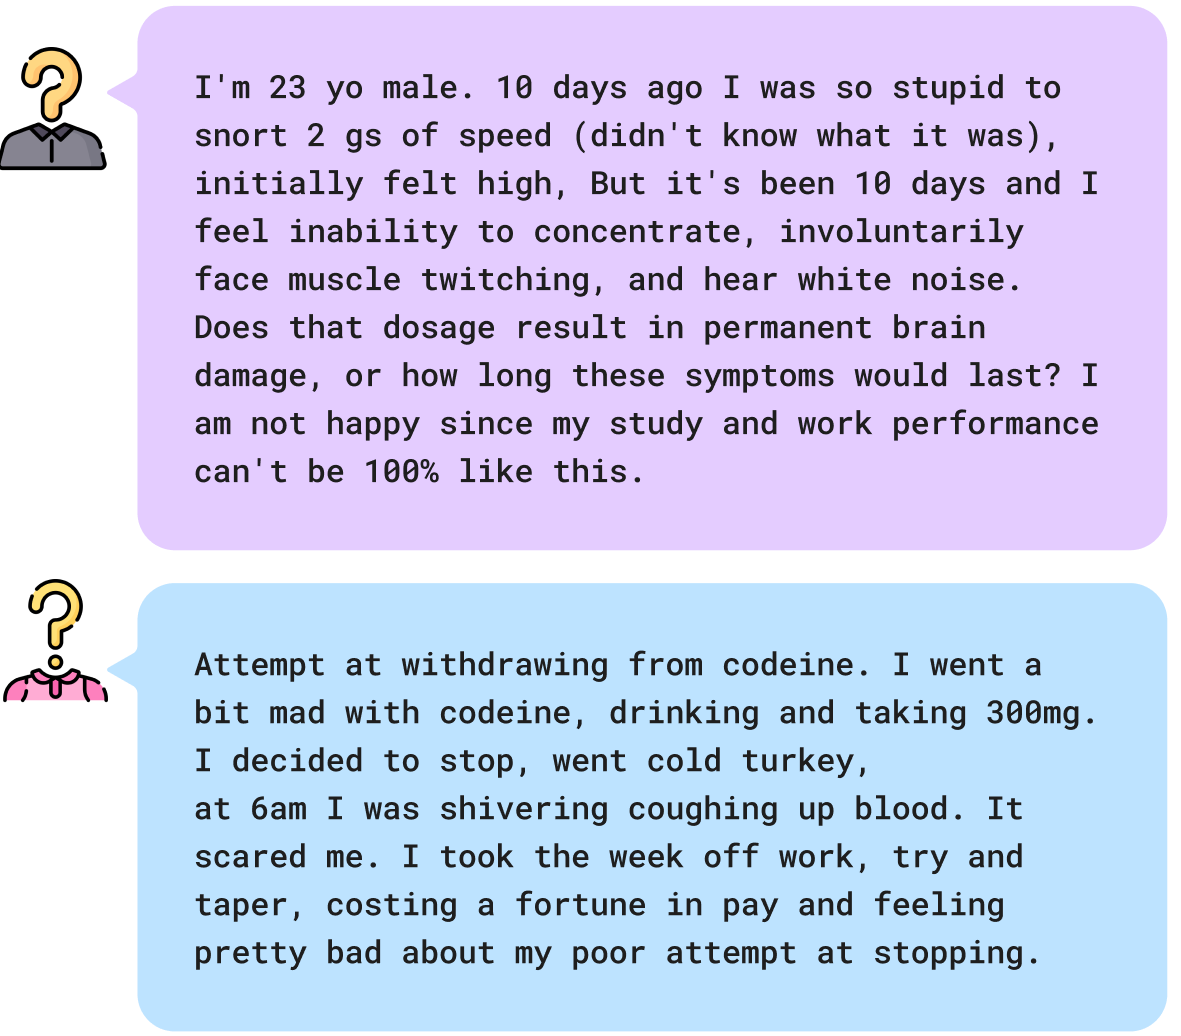 I'm 23 yo male. 10 days ago I was so stupid to
snort 2 gs of speed (didn't know what it was),
initially felt high, But it's been 10 days and I
feel inability to concentrate, involuntarily
face muscle twitching, and hear white noise.
Does that dosage result in permanent brain
damage, or how long these symptoms would last? I
am not happy since my study and work performance
can't be 100% like this.
Attempt at withdrawing from codeine. I went a
bit mad with codeine, drinking and taking 300mg.
I decided to stop, went cold turkey,
at 6am I was shivering coughing up blood. It
scared me. I took the week off work, try and
taper, costing a fortune in pay and feeling
pretty bad about my poor attempt at stopping.